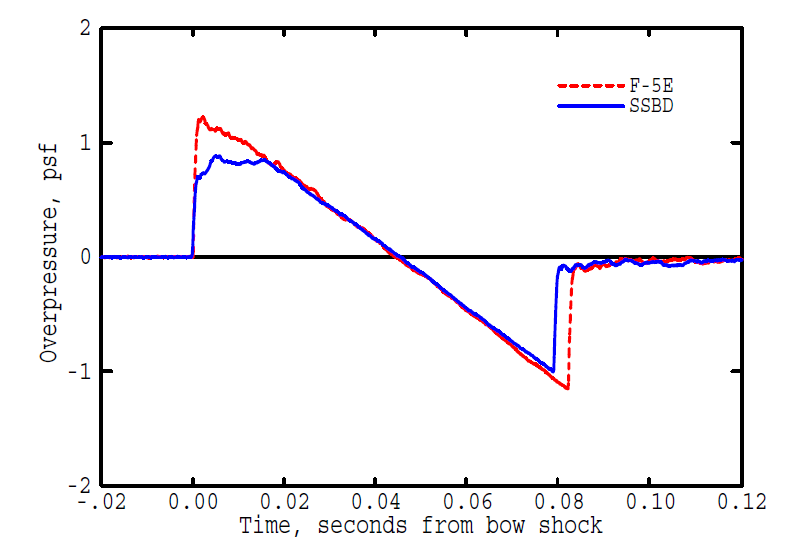 2
F-5E
SSBD
1
Overpressure, psf
0
-1
-2
-.02 0.00 0.02 0.04 0.06 0.08 0.10 0.12
Time, seconds from bow shock